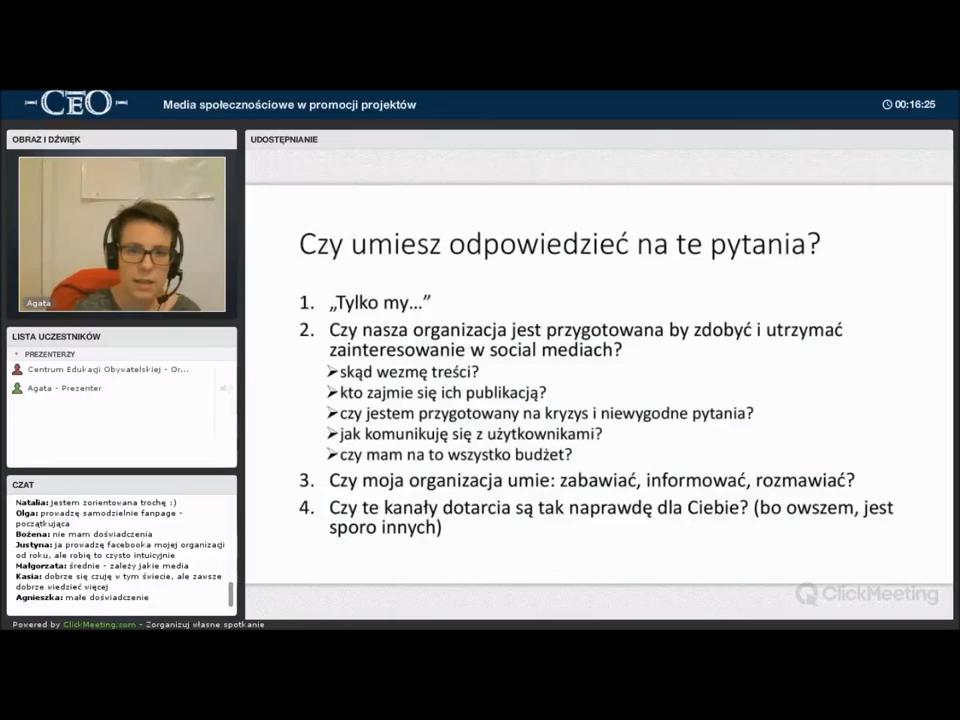 CEO
Media społecznościowe w promocji projektów
00:16:25
OBRAZ I DŹWIĘK
Agata
LISTA UCZESTNIKÓW
PREZENTERZY
Centrum Edukacji Obywatelskiej - Or...
Agata - Prezenter
CZAT
Natalia: jestem zorientowana trochę :)
Olga: prowadzę samodzielnie fanpage -
początkująca
Bożena: nie mam doświadczenia
Justyna: ja prowadzę facebooka mojej organizacji
od roku, ale robię to czysto intuicyjnie
Małgorzata: średnie - zależy jakie media
Kasia: dobrze się czuję w tym świecie, ale zawsze
dobrze wiedzieć więcej
Agnieszka: małe doświadczenie
UDOSTĘPNIANIE
Czy umiesz odpowiedzieć na te pytania?
1. „Tylko my…”
2. Czy nasza organizacja jest przygotowana by zdobyć i utrzymać
zainteresowanie w social mediach?
➢skąd wezmę treści?
➢kto zajmie się ich publikacją?
➢czy jestem przygotowany na kryzys i niewygodne pytania?
➢jak komunikuję się z użytkownikami?
➢czy mam na to wszystko budżet?
3. Czy moja organizacja umie: zabawiać, informować, rozmawiać?
4. Czy te kanały dotarcia są tak naprawdę dla Ciebie? (bo owszem, jest
sporo innych)
ClickMeeting
Powered by ClickMeeting.com - Zorganizuj własne spotkanie